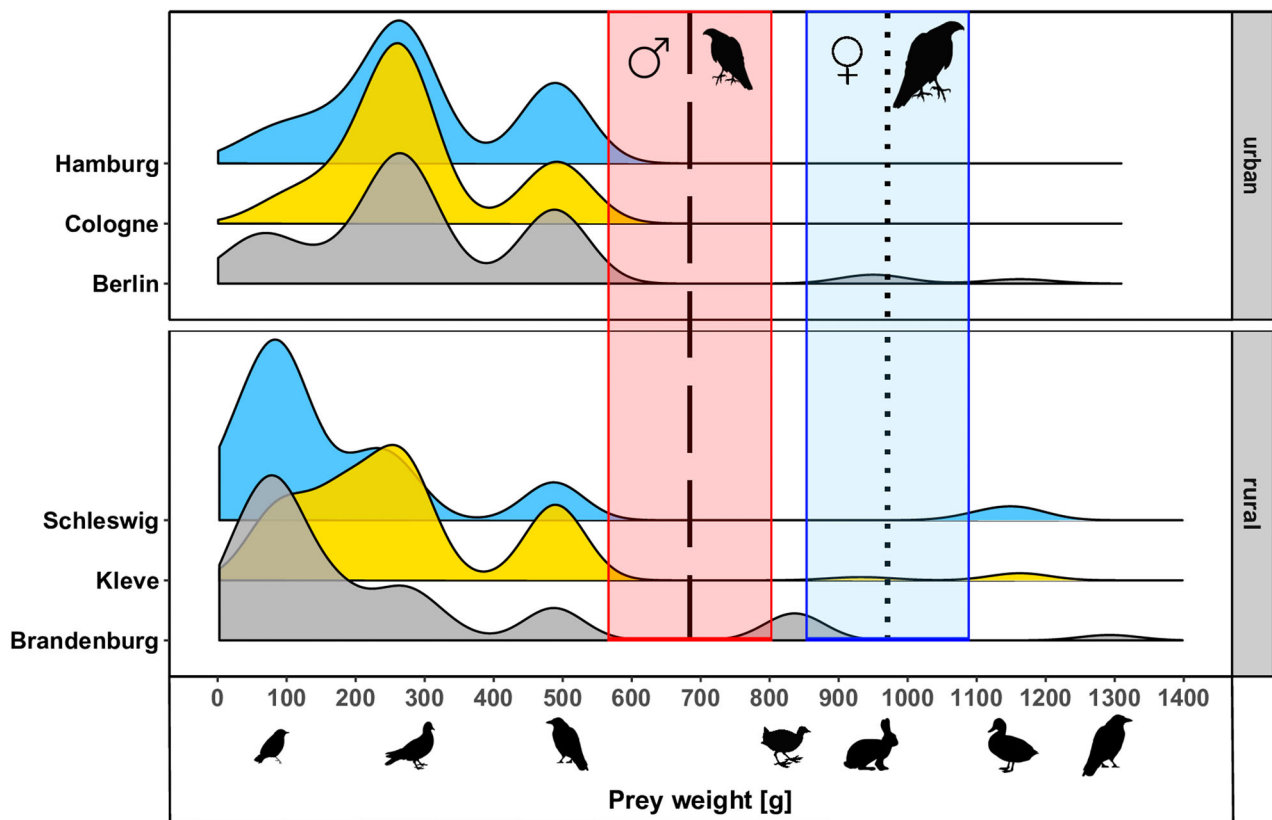 ♂
♀
Hamburg
Cologne
Berlin
urban
Schleswig
Kleve
Brandenburg
rural
0 100 200 300 400 500 600 700 800 900 1000 1100 1200 1300 1400
Prey weight [g]